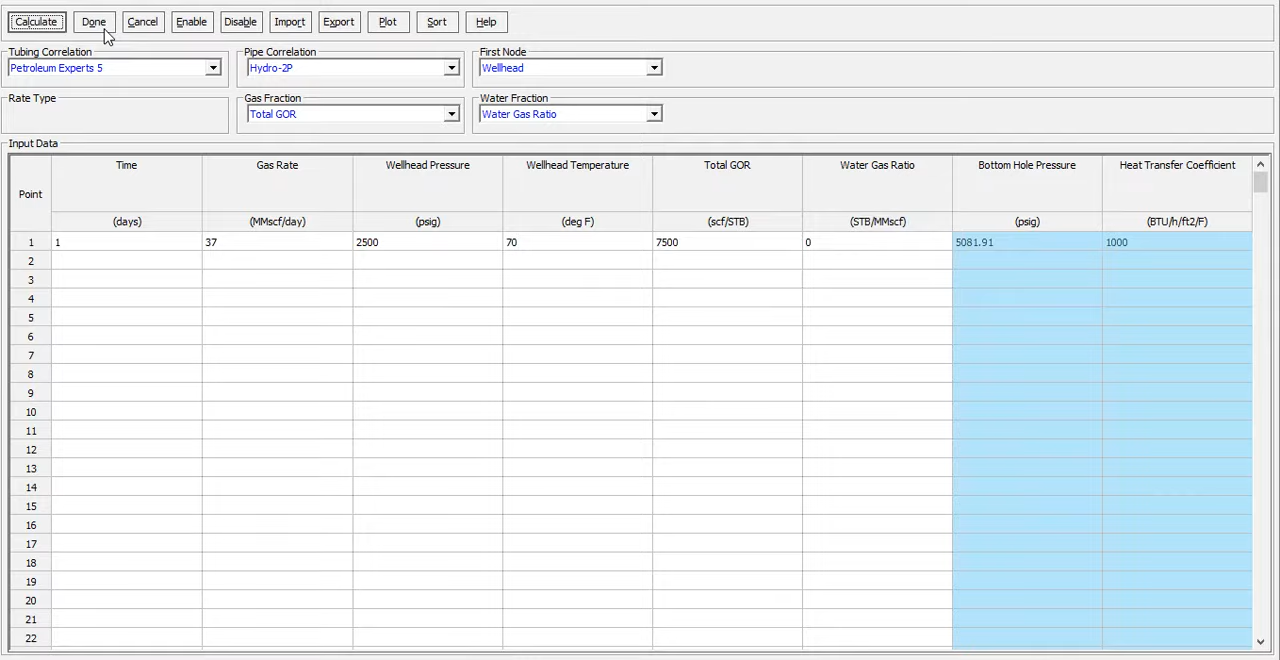 Calculate Done Cancel Enable Disable Import Export Plot Sort Help
Tubing Correlation Pipe Correlation First Node
Petroleum Experts 5 Hydro-2P Wellhead
Rate Type Gas Fraction Water Fraction
Total GOR Water Gas Ratio
Input Data
Point Time Gas Rate Wellhead Pressure Wellhead Temperature Total GOR Water Gas Ratio Bottom Hole Pressure Heat Transfer Coefficient
(days) (MMscf/day) (psig) (deg F) (scf/STB) (STB/MMscf) (psig) (BTU/h/ft2/F)
1 1 37 2500 70 7500 0 5081.91 1000
2
3
4
5
6
7
8
9
10
11
12
13
14
15
16
17
18
19
20
21
22